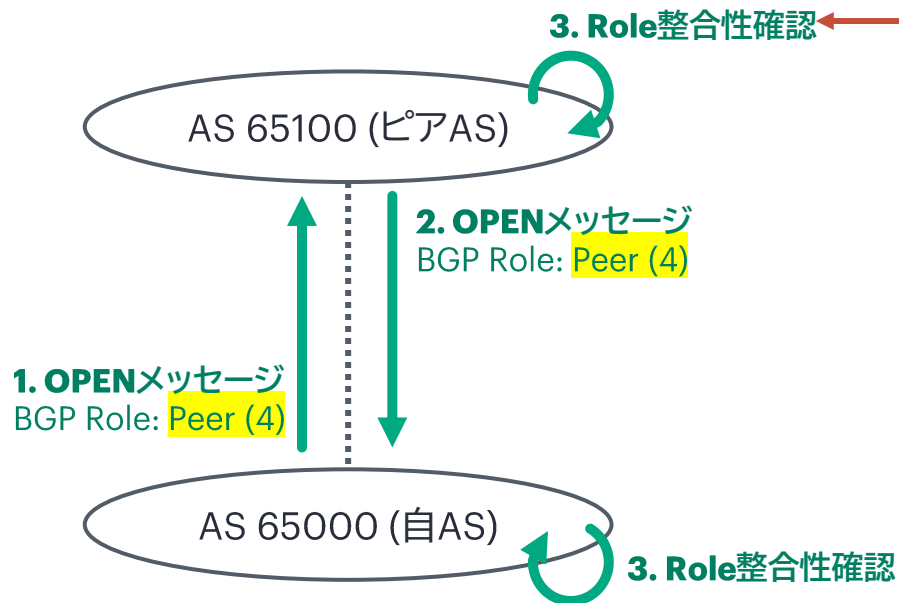 3. Role整合性確認
AS 65100 (ピアAS)
2. OPENメッセージ
BGP Role: Peer (4)
1. OPENメッセージ
BGP Role: Peer (4)
AS 65000 (自AS)
3. Role整合性確認